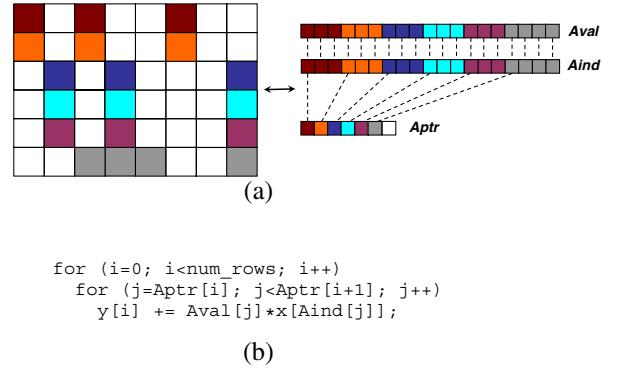 Aval
Aind
Aptr
(a)
for (i=0; i<num_rows; i++)
for (j=Aptr[i]; j<Aptr[i+1]; j++)
y[i] += Aval[j]*x[Aind[j]];
(b)